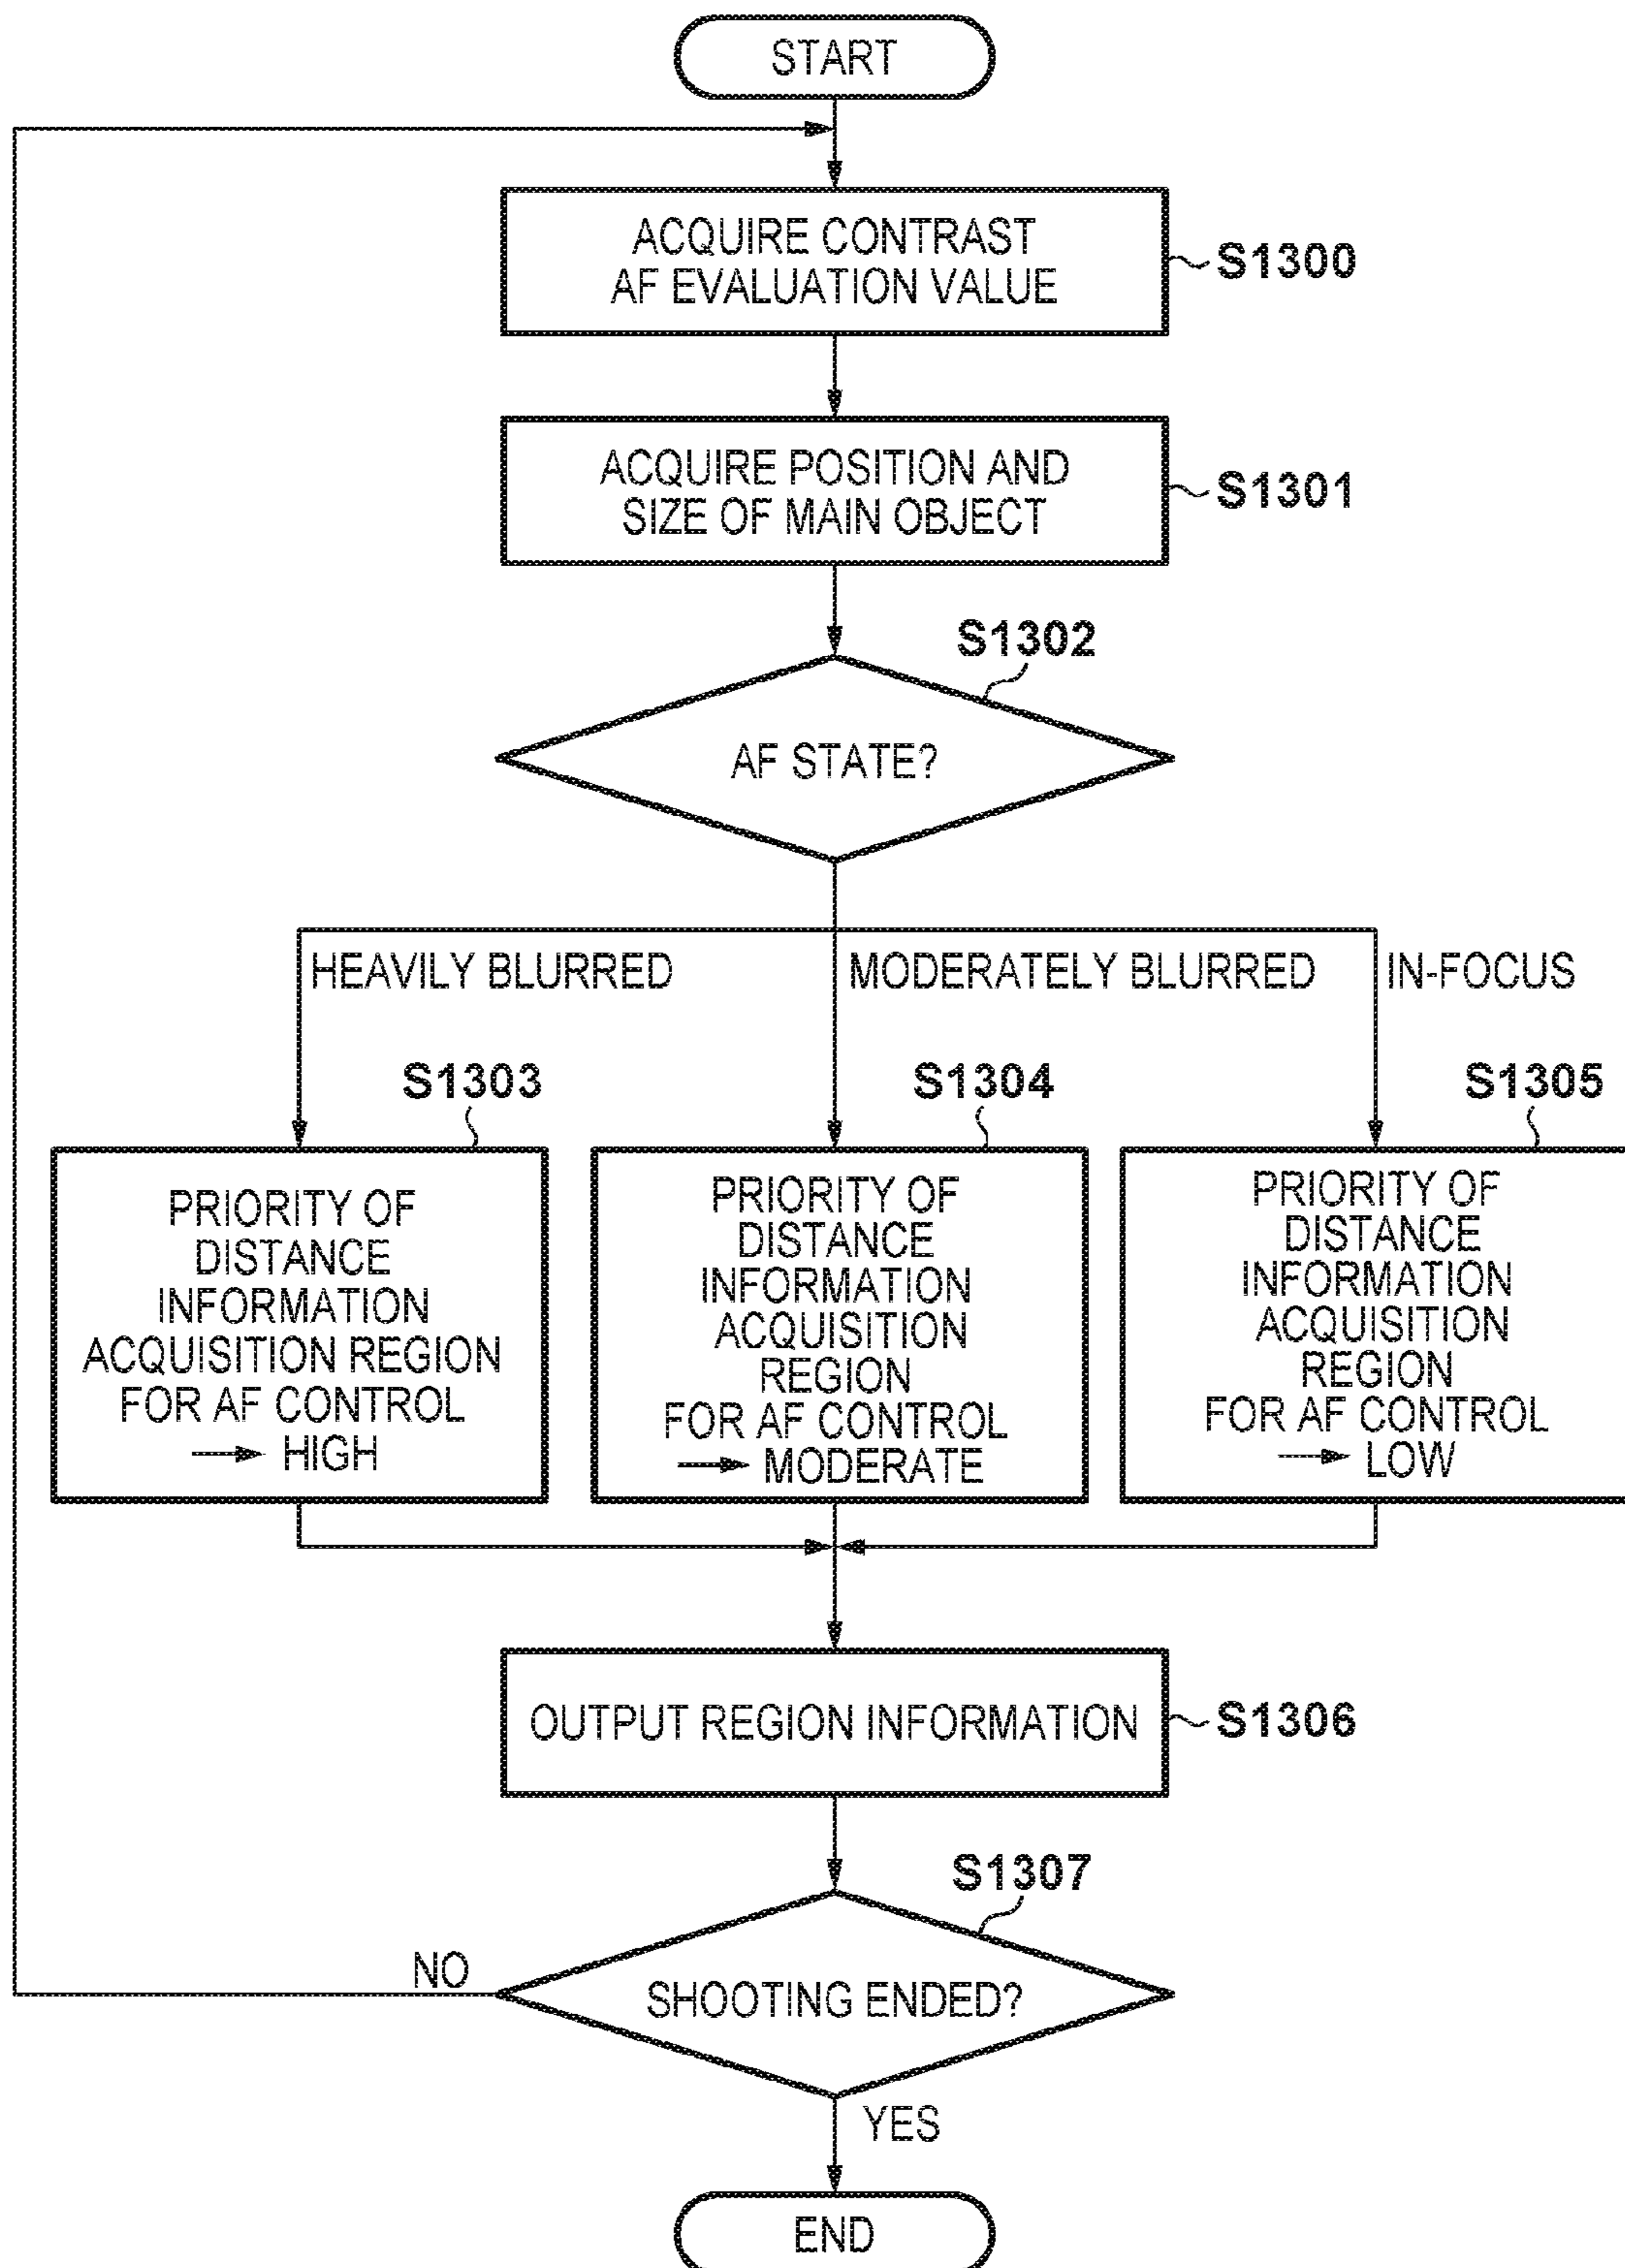 START
ACQUIRE CONTRAST
AF EVALUATION VALUE
S1300
ACQUIRE POSITION AND
SIZE OF MAIN OBJECT
S1301
S1302
AF STATE?
HEAVILY BLURRED
MODERATELY BLURRED
IN-FOCUS
S1303
PRIORITY OF
DISTANCE
INFORMATION
ACQUISITION REGION
FOR AF CONTROL
→ HIGH
S1304
PRIORITY OF
DISTANCE
INFORMATION
ACQUISITION
REGION
FOR AF CONTROL
→ MODERATE
S1305
PRIORITY OF
DISTANCE
INFORMATION
ACQUISITION
REGION
FOR AF CONTROL
→ LOW
OUTPUT REGION INFORMATION
S1306
S1307
SHOOTING ENDED?
NO
YES
END